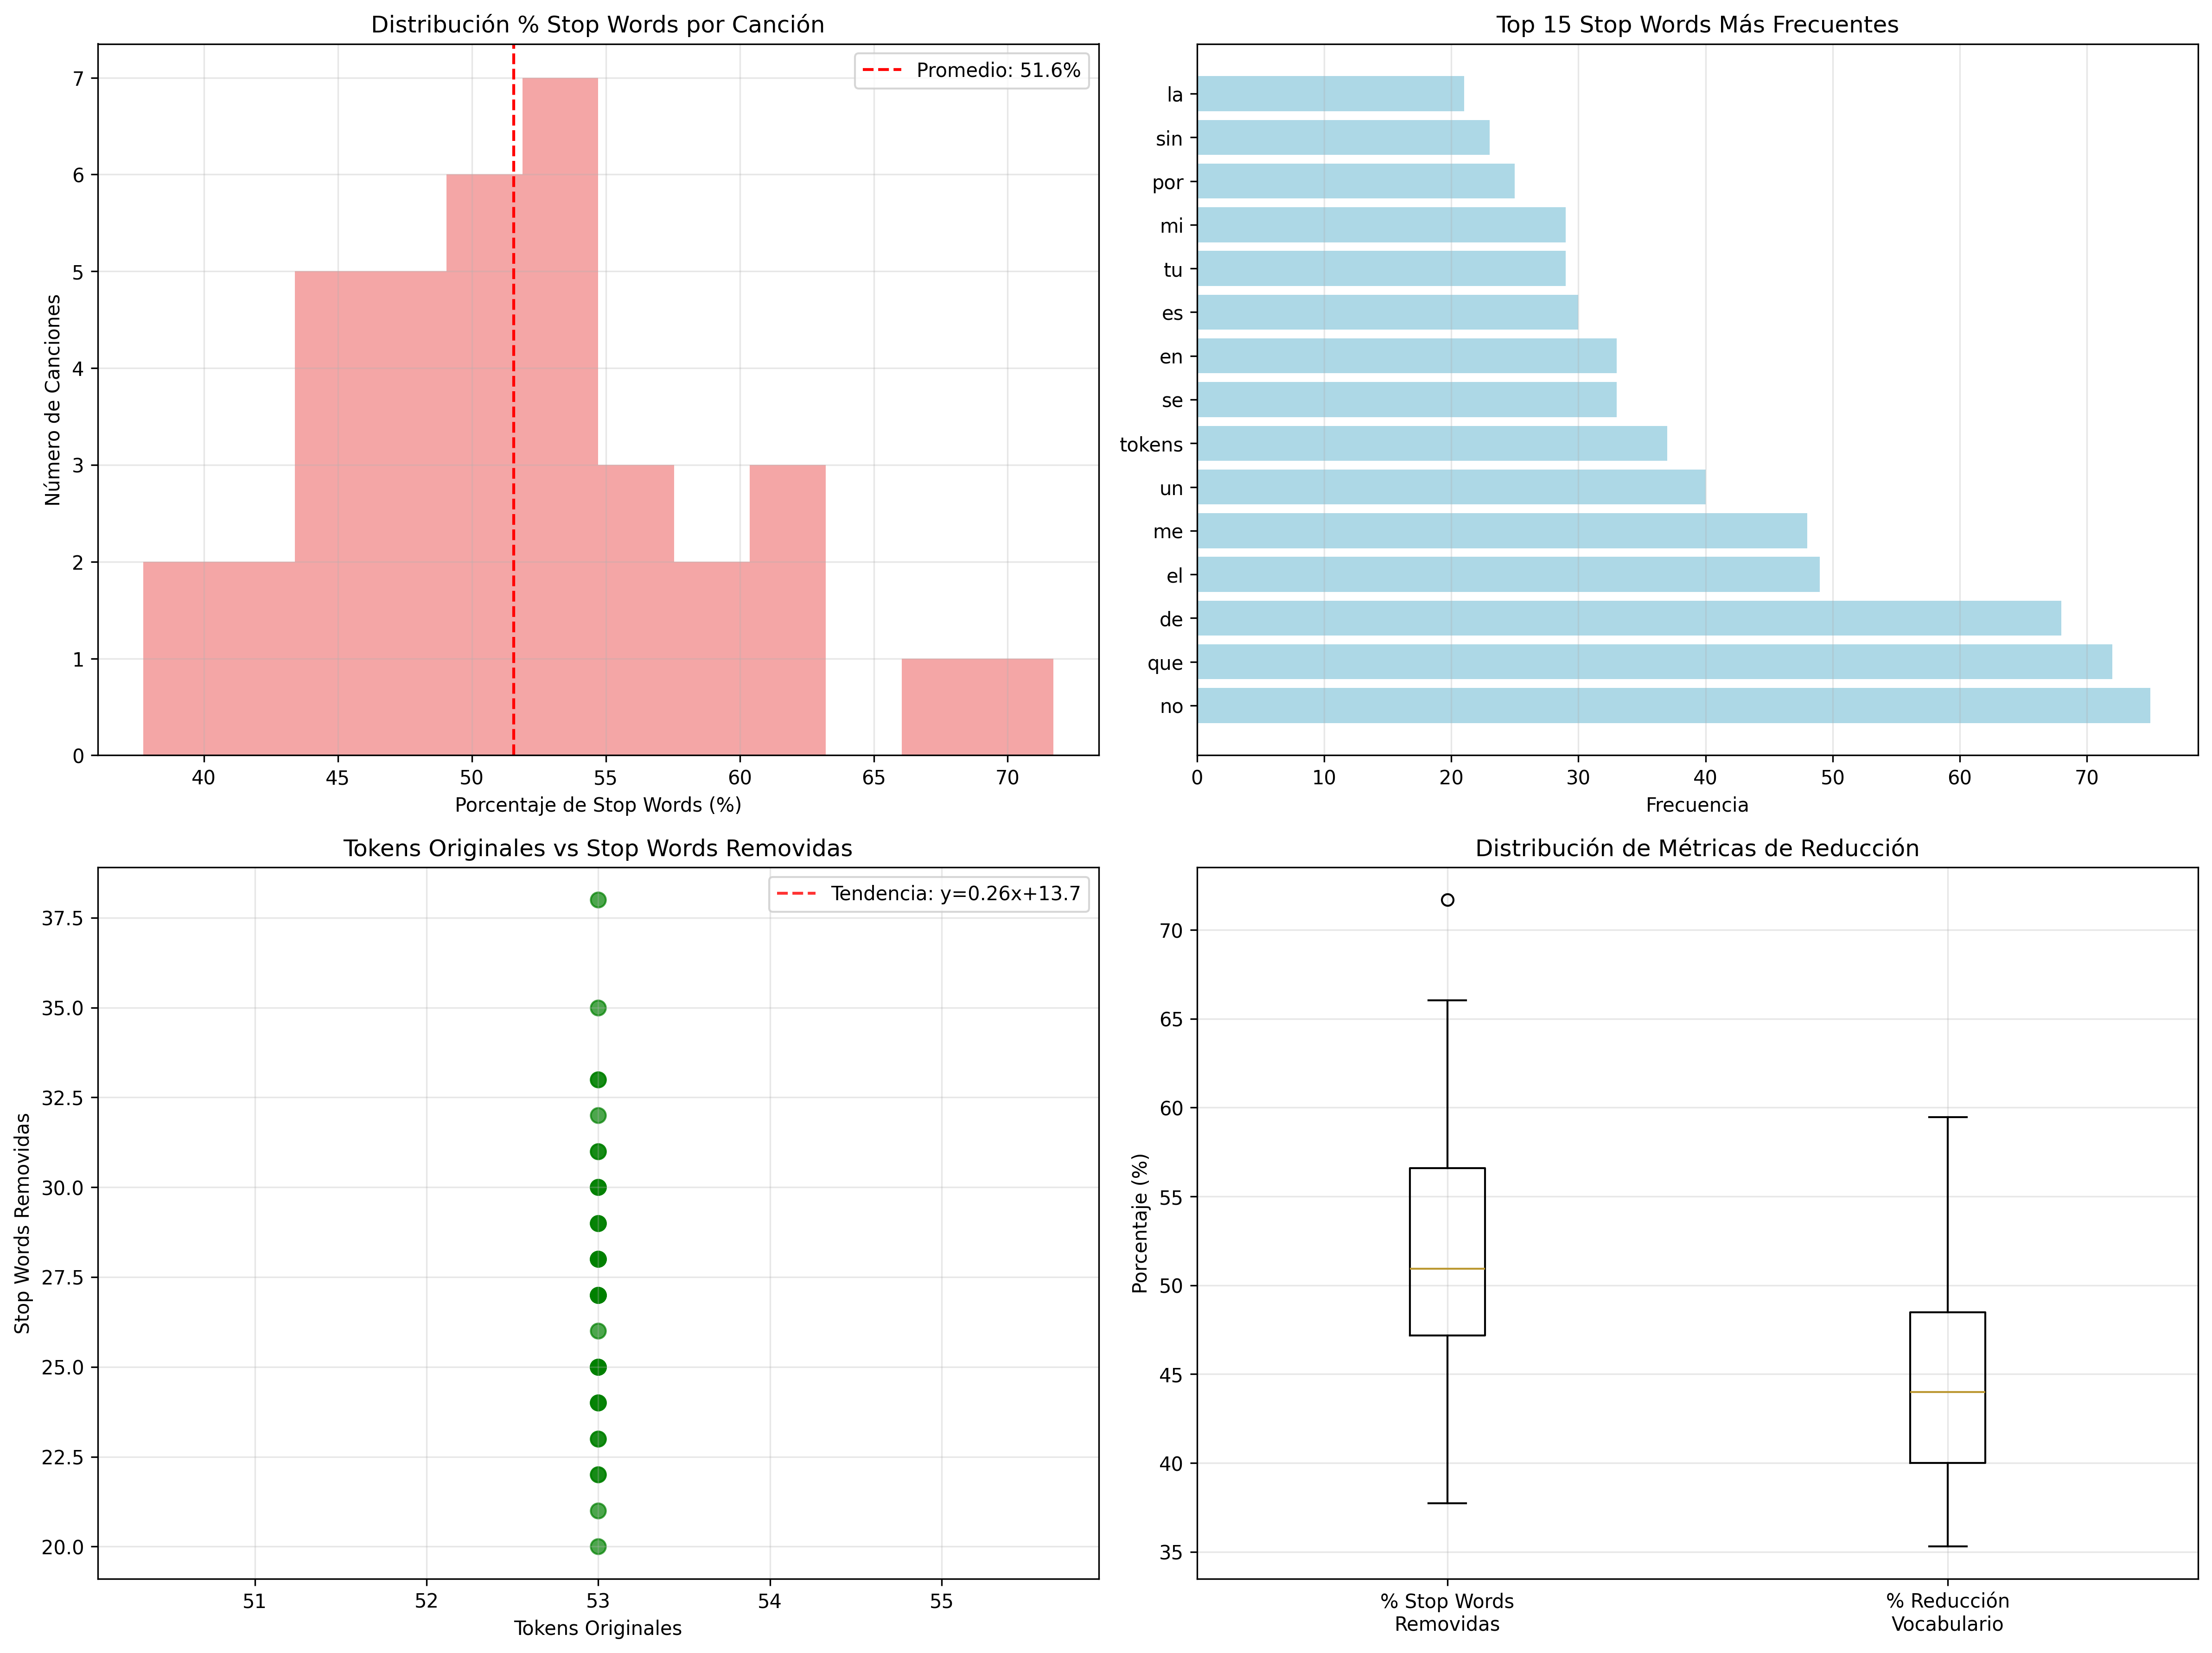 Distribución % Stop Words por Canción
Promedio: 51.6%
Número de Canciones
7
6
5
4
3
2
1
0
40 45 50 55 60 65 70
Porcentaje de Stop Words (%)
Top 15 Stop Words Más Frecuentes
la
sin
por
mi
tu
es
en
se
tokens
un
me
el
de
que
no
0 10 20 30 40 50 60 70
Frecuencia
Tokens Originales vs Stop Words Removidas
Tendencia: y=0.26x+13.7
Stop Words Removidas
37.5
35.0
32.5
30.0
27.5
25.0
22.5
20.0
51 52 53 54 55
Tokens Originales
Distribución de Métricas de Reducción
Porcentaje (%)
70
65
60
55
50
45
40
35
% Stop Words
Removidas
% Reducción
Vocabulario